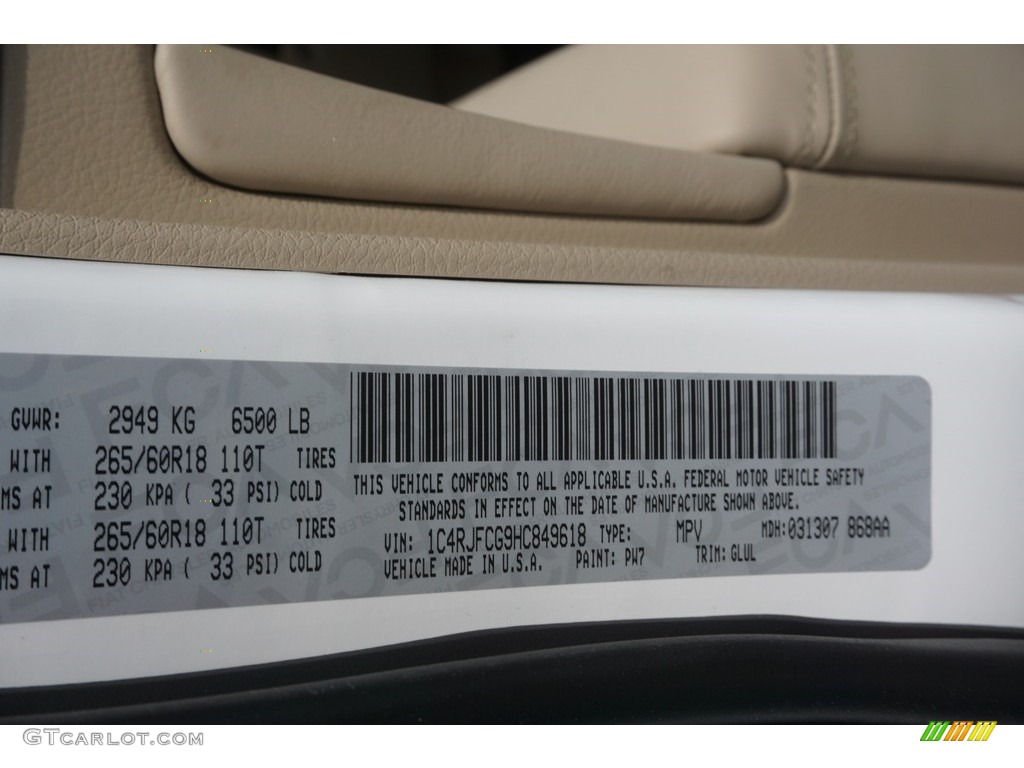 GVWR: 2949 KG 6500 LB
WITH 265/60R18 110T TIRES
MS AT 230 KPA ( 33 PSI) COLD
WITH 265/60R18 110T TIRES
MS AT 230 KPA ( 33 PSI) COLD
THIS VEHICLE CONFORMS TO ALL APPLICABLE U.S.A. FEDERAL MOTOR VEHICLE SAFETY
STANDARDS IN EFFECT ON THE DATE OF MANUFACTURE SHOWN ABOVE.
VIN: 1C4RJFCG9HC849618 TYPE: MPV MDH:031307 868AA
VEHICLE MADE IN U.S.A. PAINT: PW7 TRIM: GLUL
GTCARLOT.COM